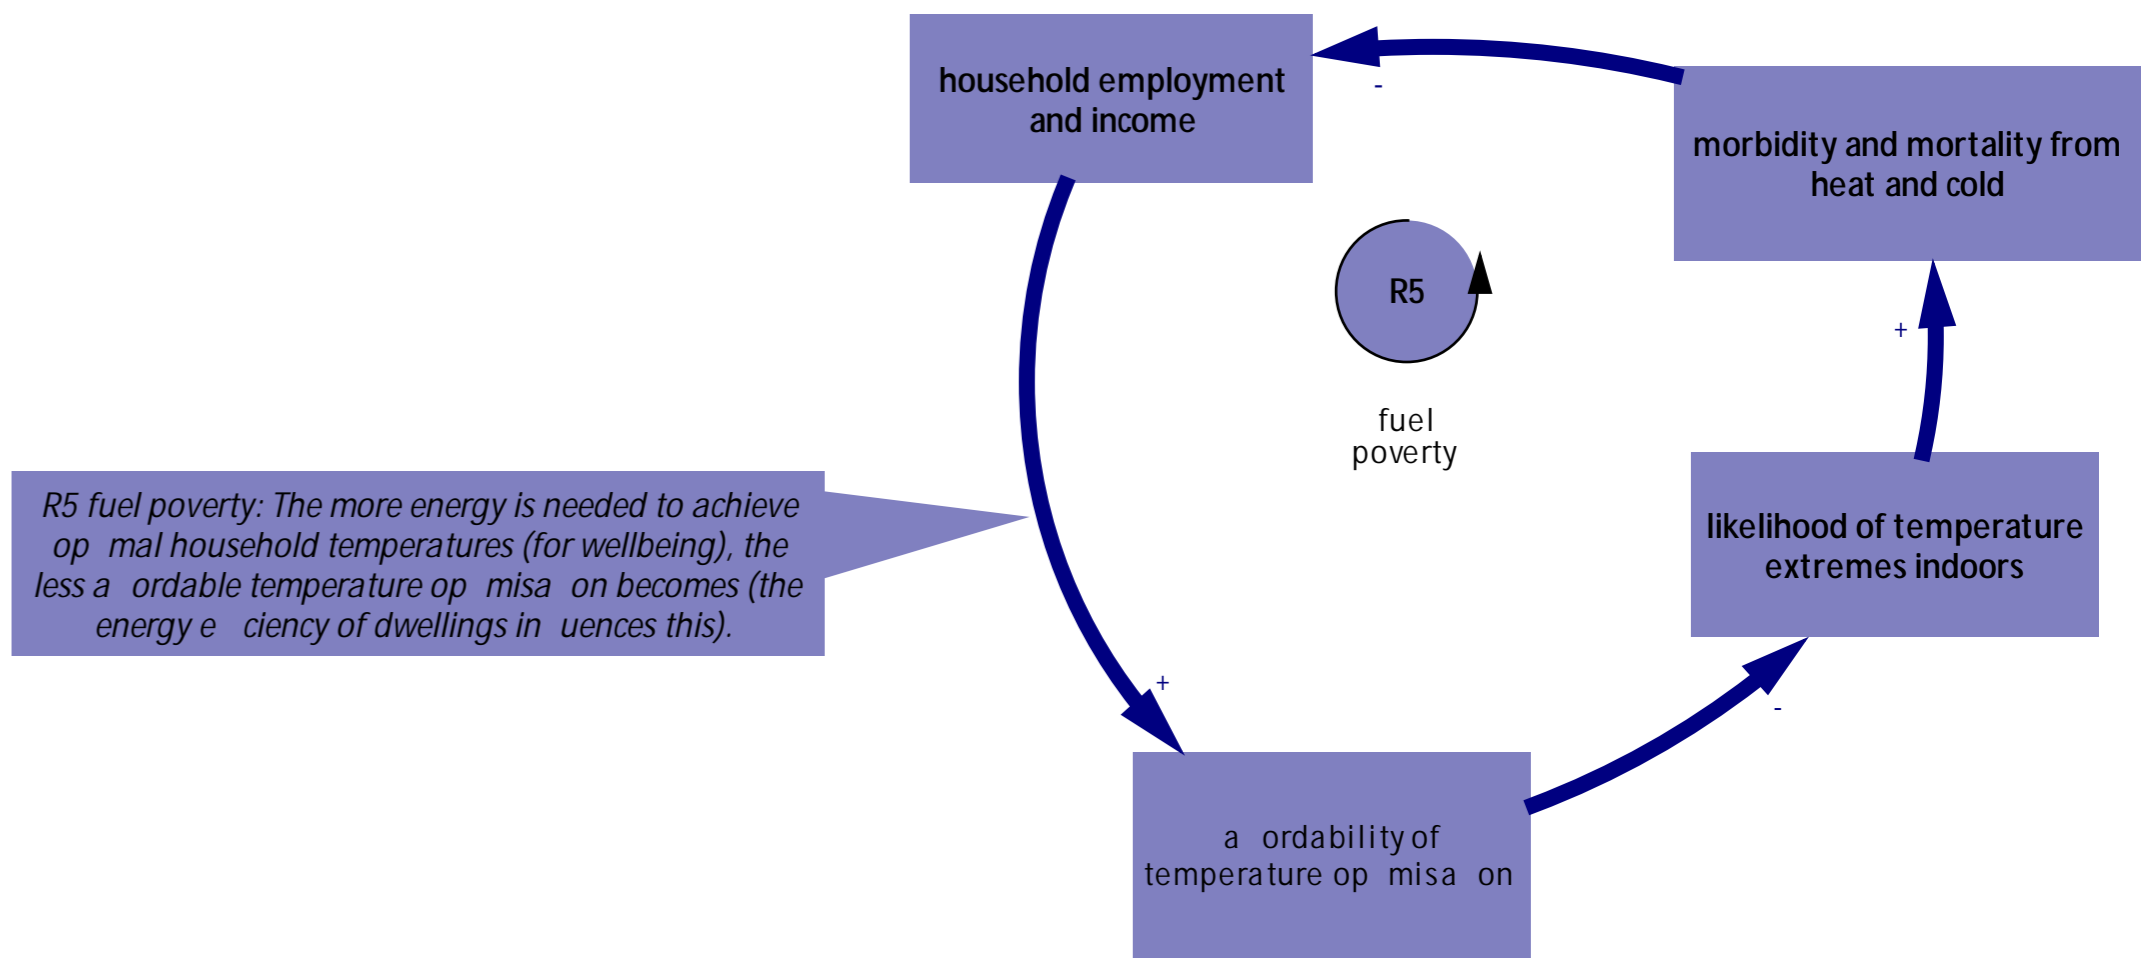 household employment
and income
-
morbidity and mortality from
heat and cold
R5
+
fuel
poverty
R5 fuel poverty: The more energy is needed to achieve
op mal household temperatures (for wellbeing), the
less a ordable temperature op misa on becomes (the
energy e ciency of dwellings in uences this).
likelihood of temperature
extremes indoors
+
-
a ordability of
temperature op misa on